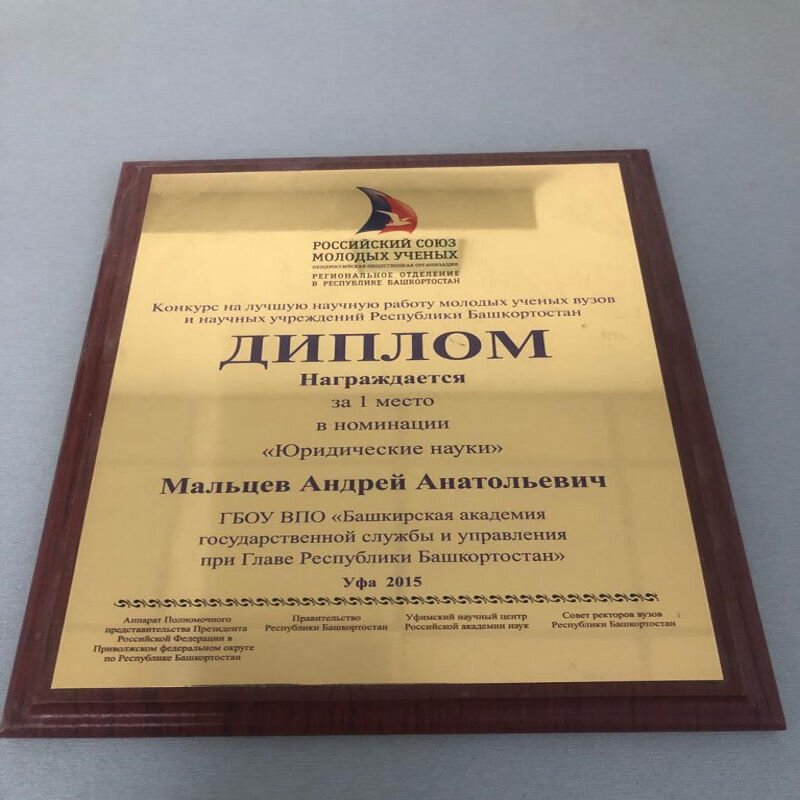 РОССИЙСКИЙ СОЮЗ
МОЛОДЫХ УЧЕНЫХ
ОБЩЕРОССИЙСКАЯ ОБЩЕСТВЕННАЯ ОРГАНИЗАЦИЯ
РЕГИОНАЛЬНОЕ ОТДЕЛЕНИЕ
В РЕСПУБЛИКЕ БАШКОРТОСТАН
Конкурс на лучшую научную работу молодых ученых вузов
и научных учреждений Республики Башкортостан
ДИПЛОМ
Награждается
за 1 место
в номинации
«Юридические науки»
Мальцев Андрей Анатольевич
ГБОУ ВПО «Башкирская академия
государственной службы и управления
при Главе Республики Башкортостан»
Уфа 2015
Аппарат Полномочного
представительства Президента
Российской Федерации в
Приволжском федеральном округе
по Республике Башкортостан
Правительство
Республики Башкортостан
Уфимский научный центр
Российской академии наук
Совет ректоров вузов
Республики Башкортостан